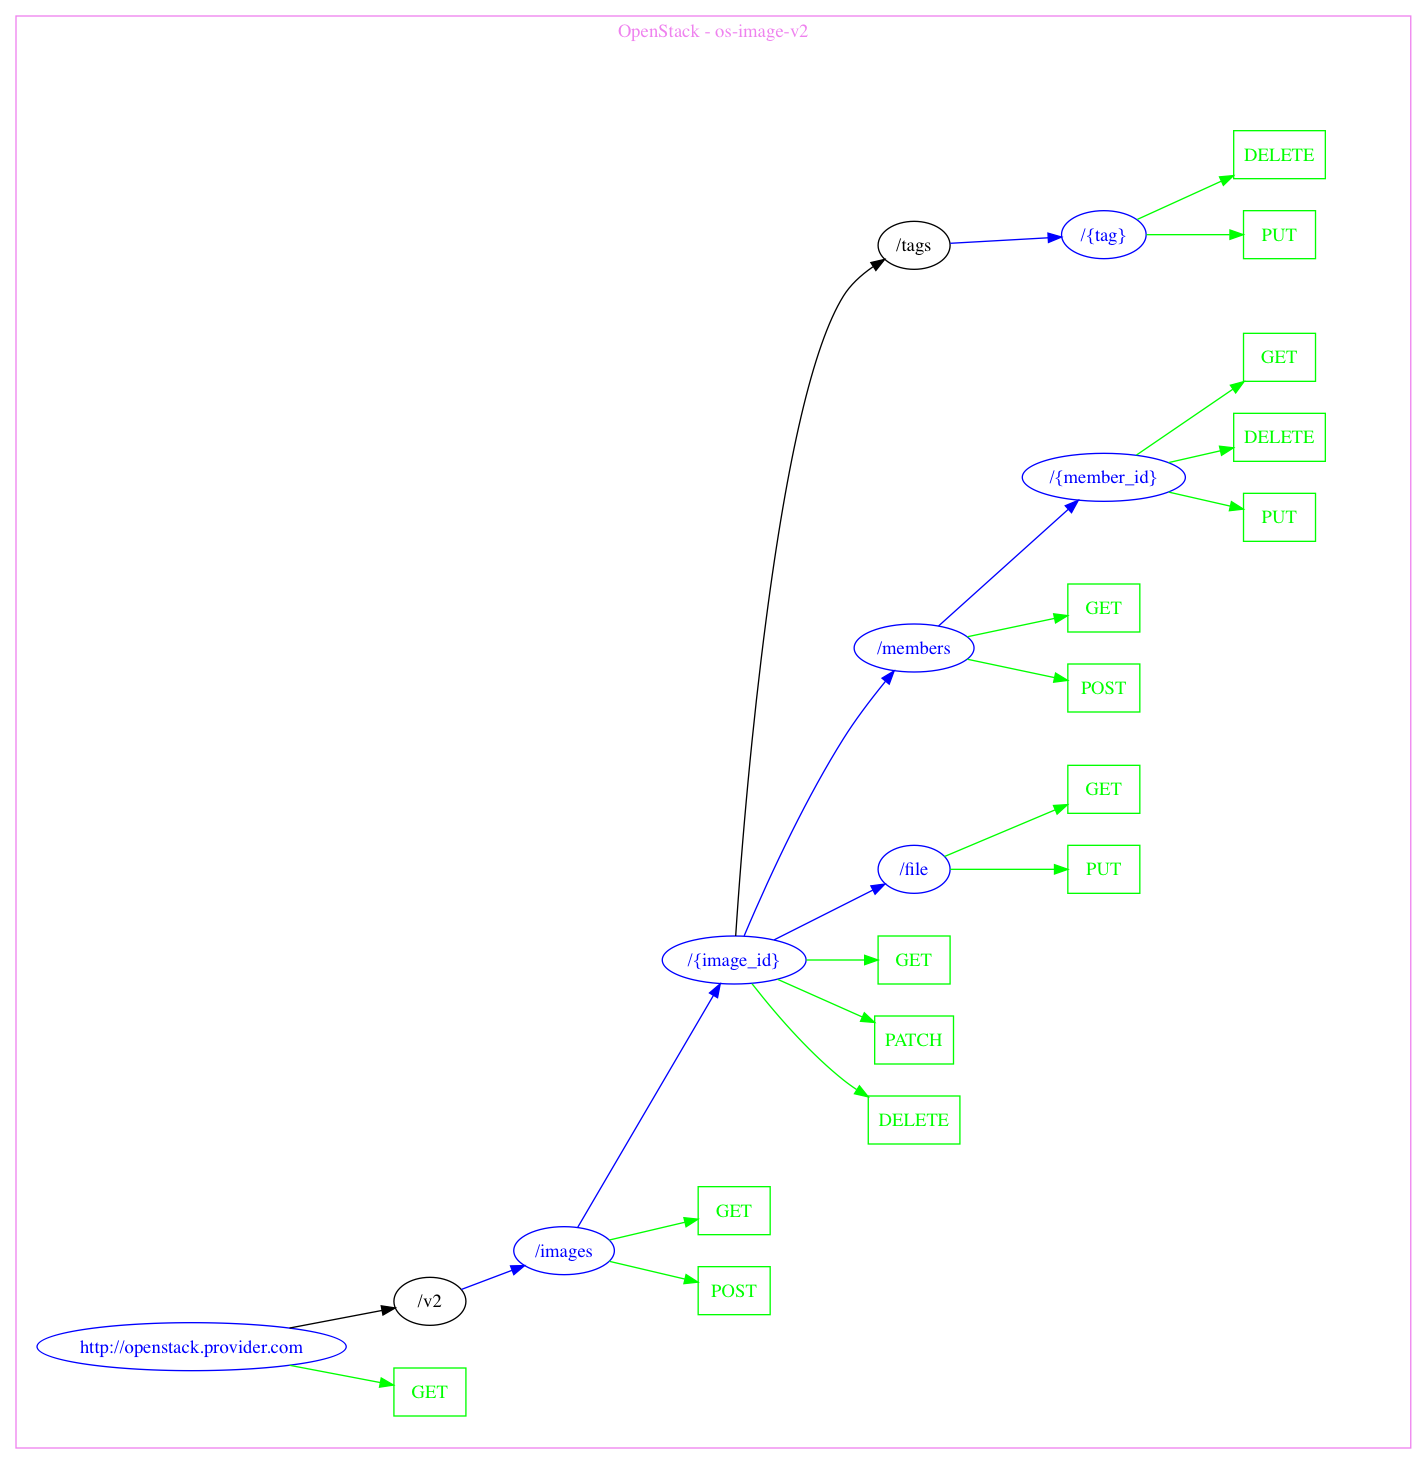 OpenStack - os-image-v2
DELETE
/tags
/{tag}
PUT
GET
DELETE
/{member_id}
PUT
GET
/members
POST
GET
/file
PUT
/{image_id}
GET
PATCH
DELETE
GET
/images
POST
/v2
http://openstack.provider.com
GET